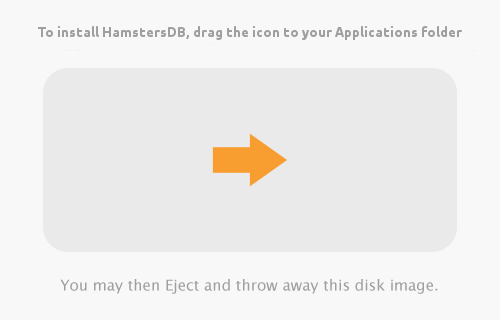 To install HamstersDB, drag the icon to your Applications folder
You may then Eject and throw away this disk image.